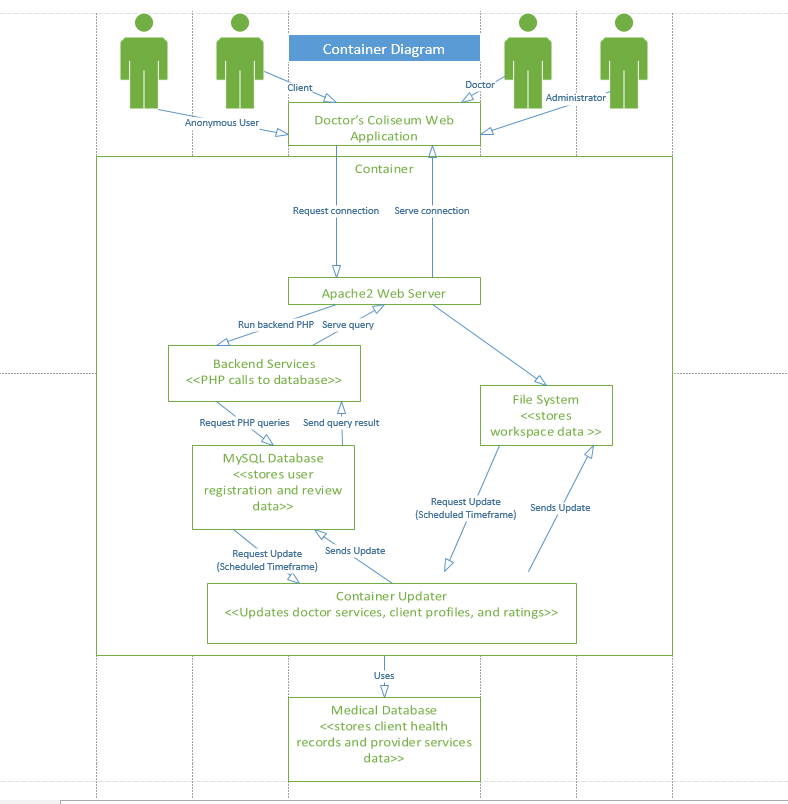 Container Diagram
Client
Doctor
Administrator
Anonymous User
Doctor's Coliseum Web
Application
Container
Request connection
Serve connection
Apache2 Web Server
Run backend PHP
Serve query
Backend Services
<<PHP calls to database>>
File System
<<stores
workspace data >>
Request PHP queries
Send query result
MySQL Database
<<stores user
registration and review
data>>
Request Update
(Scheduled Timeframe)
Sends Update
Request Update
(Scheduled Timeframe)
Sends Update
Container Updater
<<Updates doctor services, client profiles, and ratings>>
Uses
Medical Database
<<stores client health
records and provider services
data>>